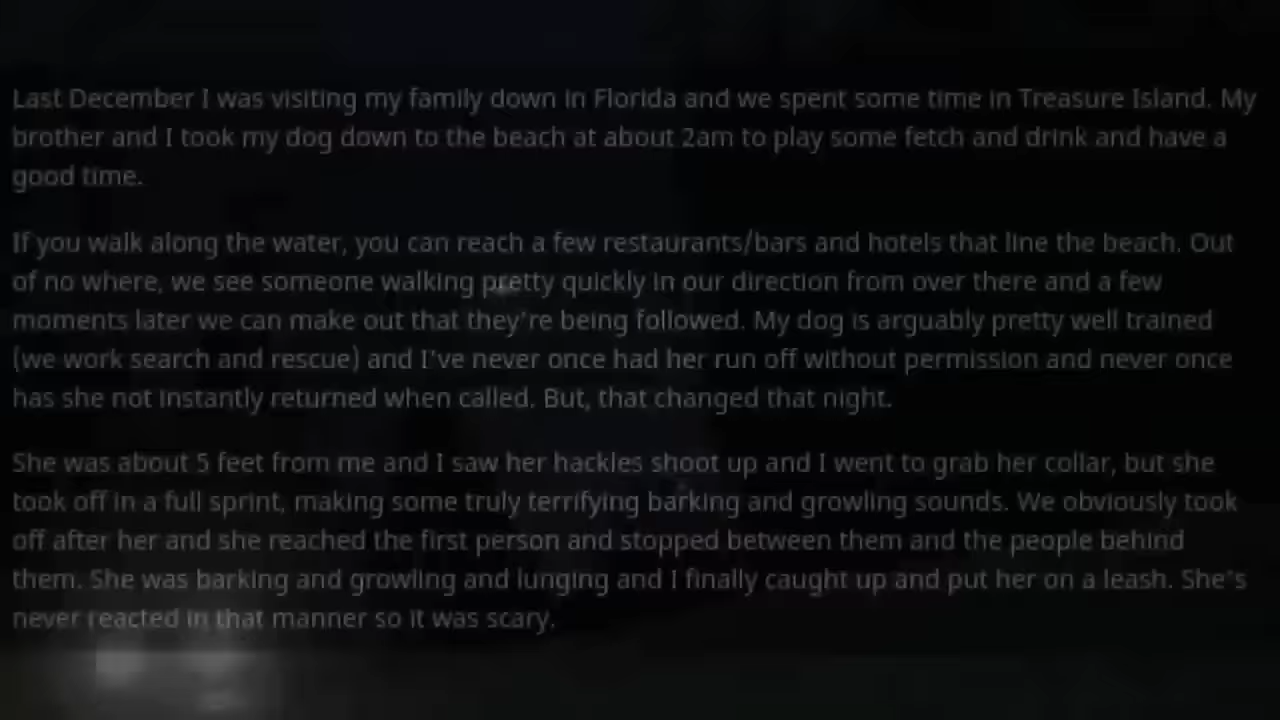 Last December I was visiting my family down in Florida and we spent some time in Treasure Island. My
brother and I took my dog down to the beach at about 2am to play some fetch and drink and have a
good time.
If you walk along the water, you can reach a few restaurants/bars and hotels that line the beach. Out
of no where, we see someone walking pretty quickly in our direction from over there and a few
moments later we can make out that they're being followed. My dog is arguably pretty well trained
(we work search and rescue) and I've never once had her run off without permission and never once
has she not instantly returned when called. But, that changed that night.
She was about 5 feet from me and I saw her hackles shoot up and I went to grab her collar, but she
took off in a full sprint, making some truly terrifying barking and growling sounds. We obviously took
off after her and she reached the first person and stopped between them and the people behind
them. She was barking and growling and lunging and I finally caught up and put her on a leash. She's
never reacted in that manner so it was scary.